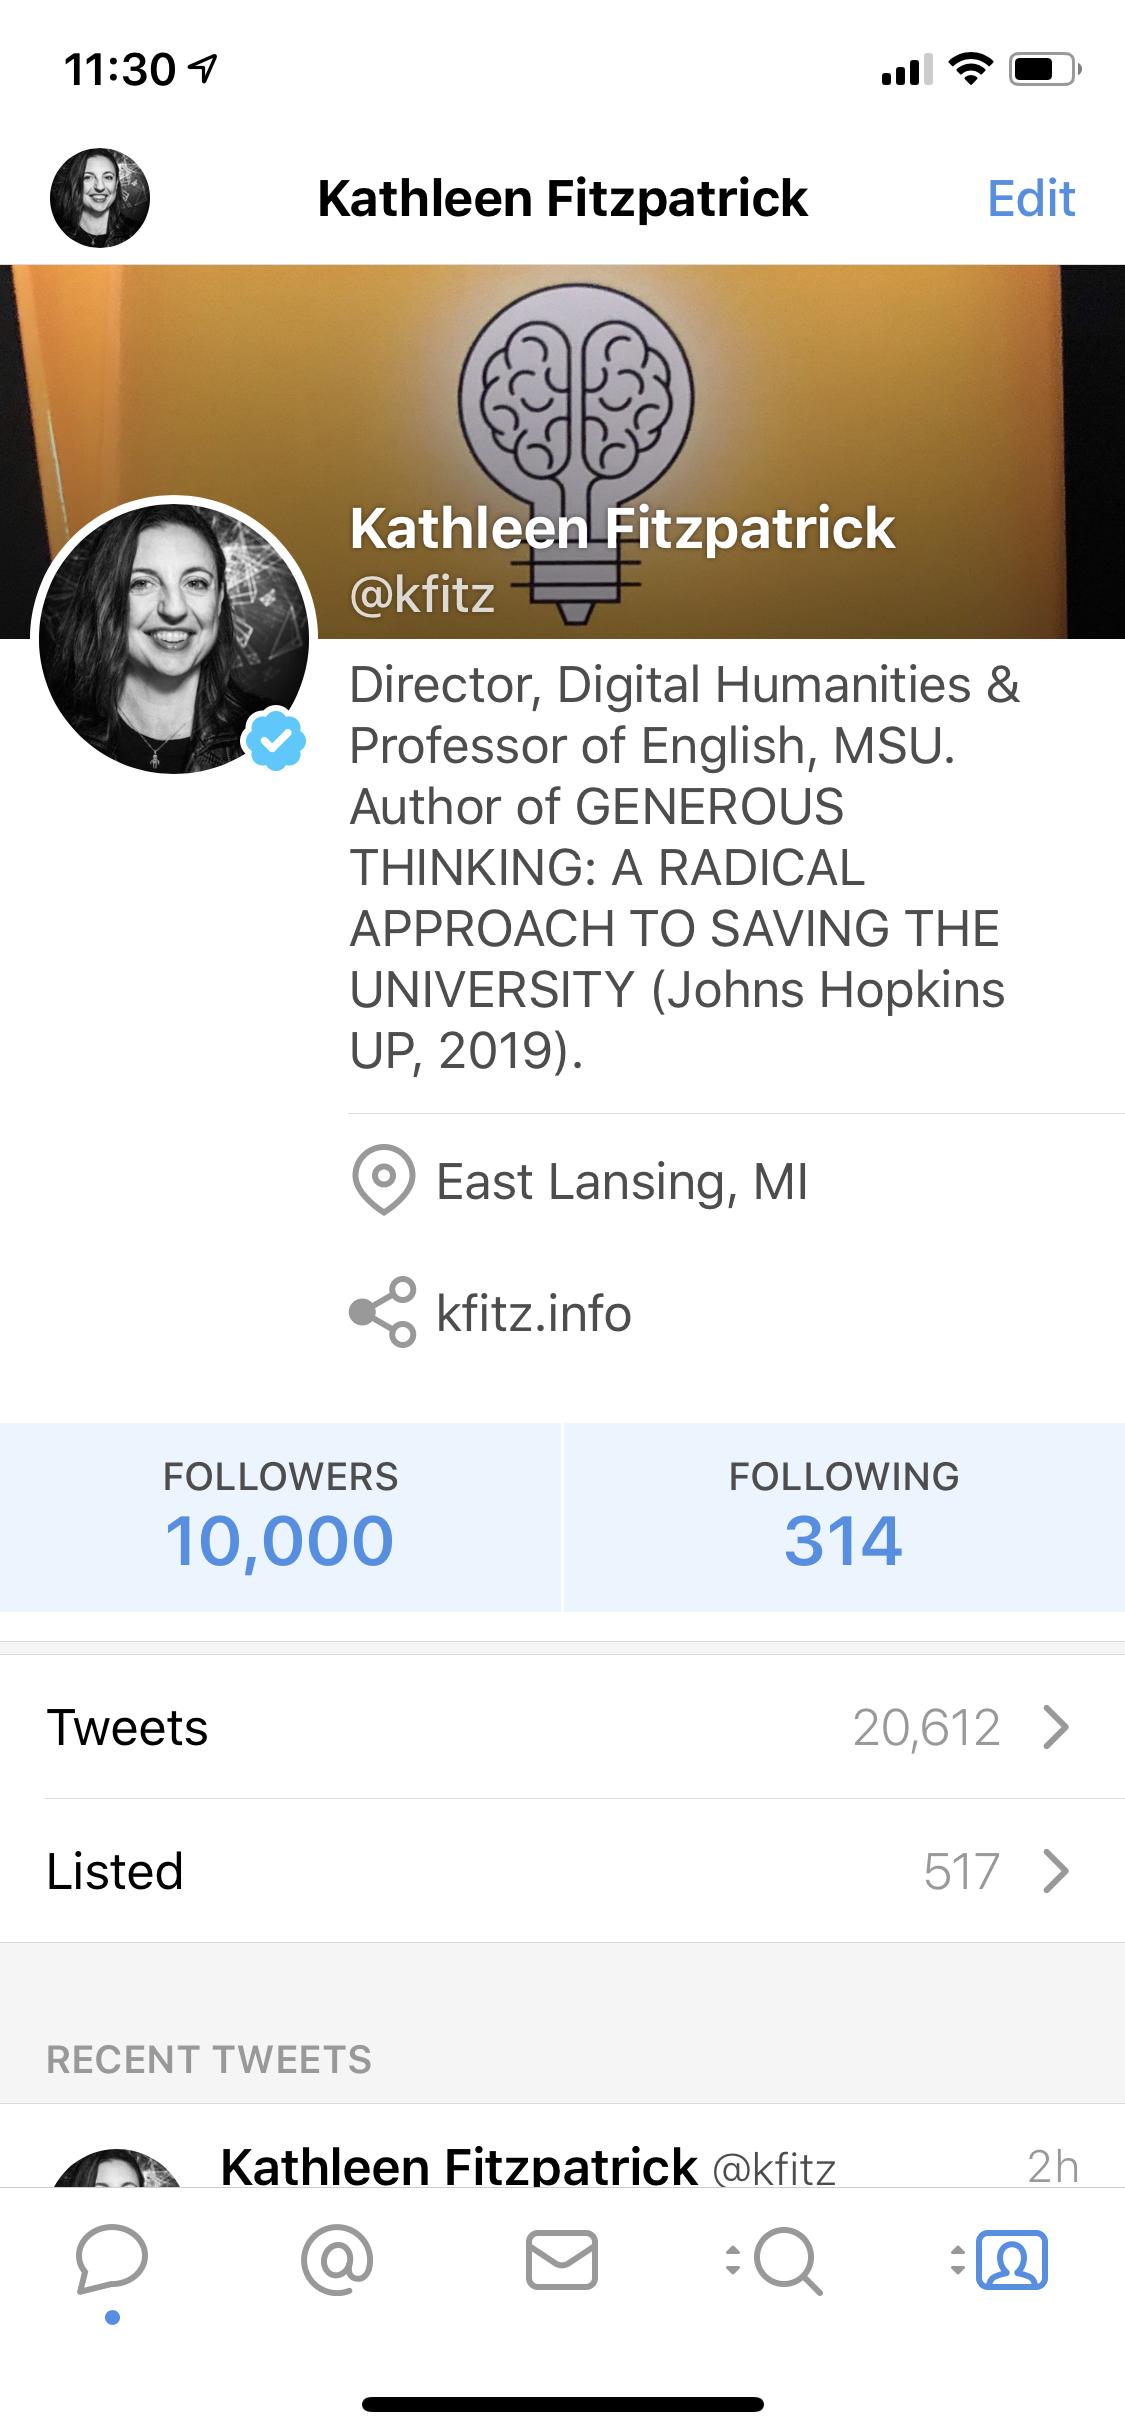 11:30
Kathleen Fitzpatrick
Edit
Kathleen Fitzpatrick
@kfitz
Director, Digital Humanities &
Professor of English, MSU.
Author of GENEROUS
THINKING: A RADICAL
APPROACH TO SAVING THE
UNIVERSITY (Johns Hopkins
UP, 2019).
East Lansing, MI
kfitz.info
FOLLOWERS
10,000
FOLLOWING
314
Tweets 20,612
Listed 517
RECENT TWEETS
Kathleen Fitzpatrick @kfitz 2h